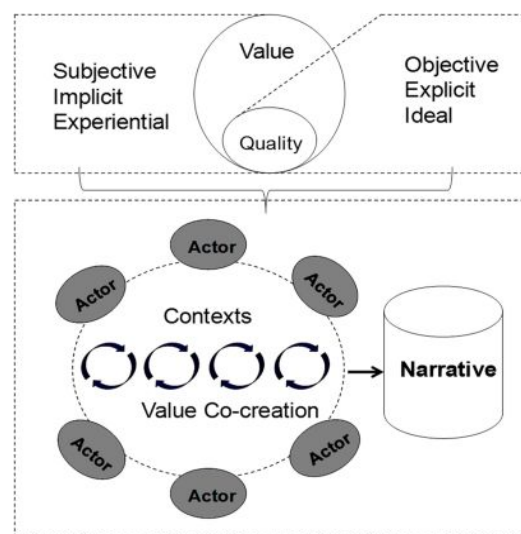 Value
Subjective
Implicit
Experiential
Objective
Explicit
Ideal
Quality
Actor
Actor
Actor
Contexts
Narrative
Value Co-creation
Actor
Actor
Actor